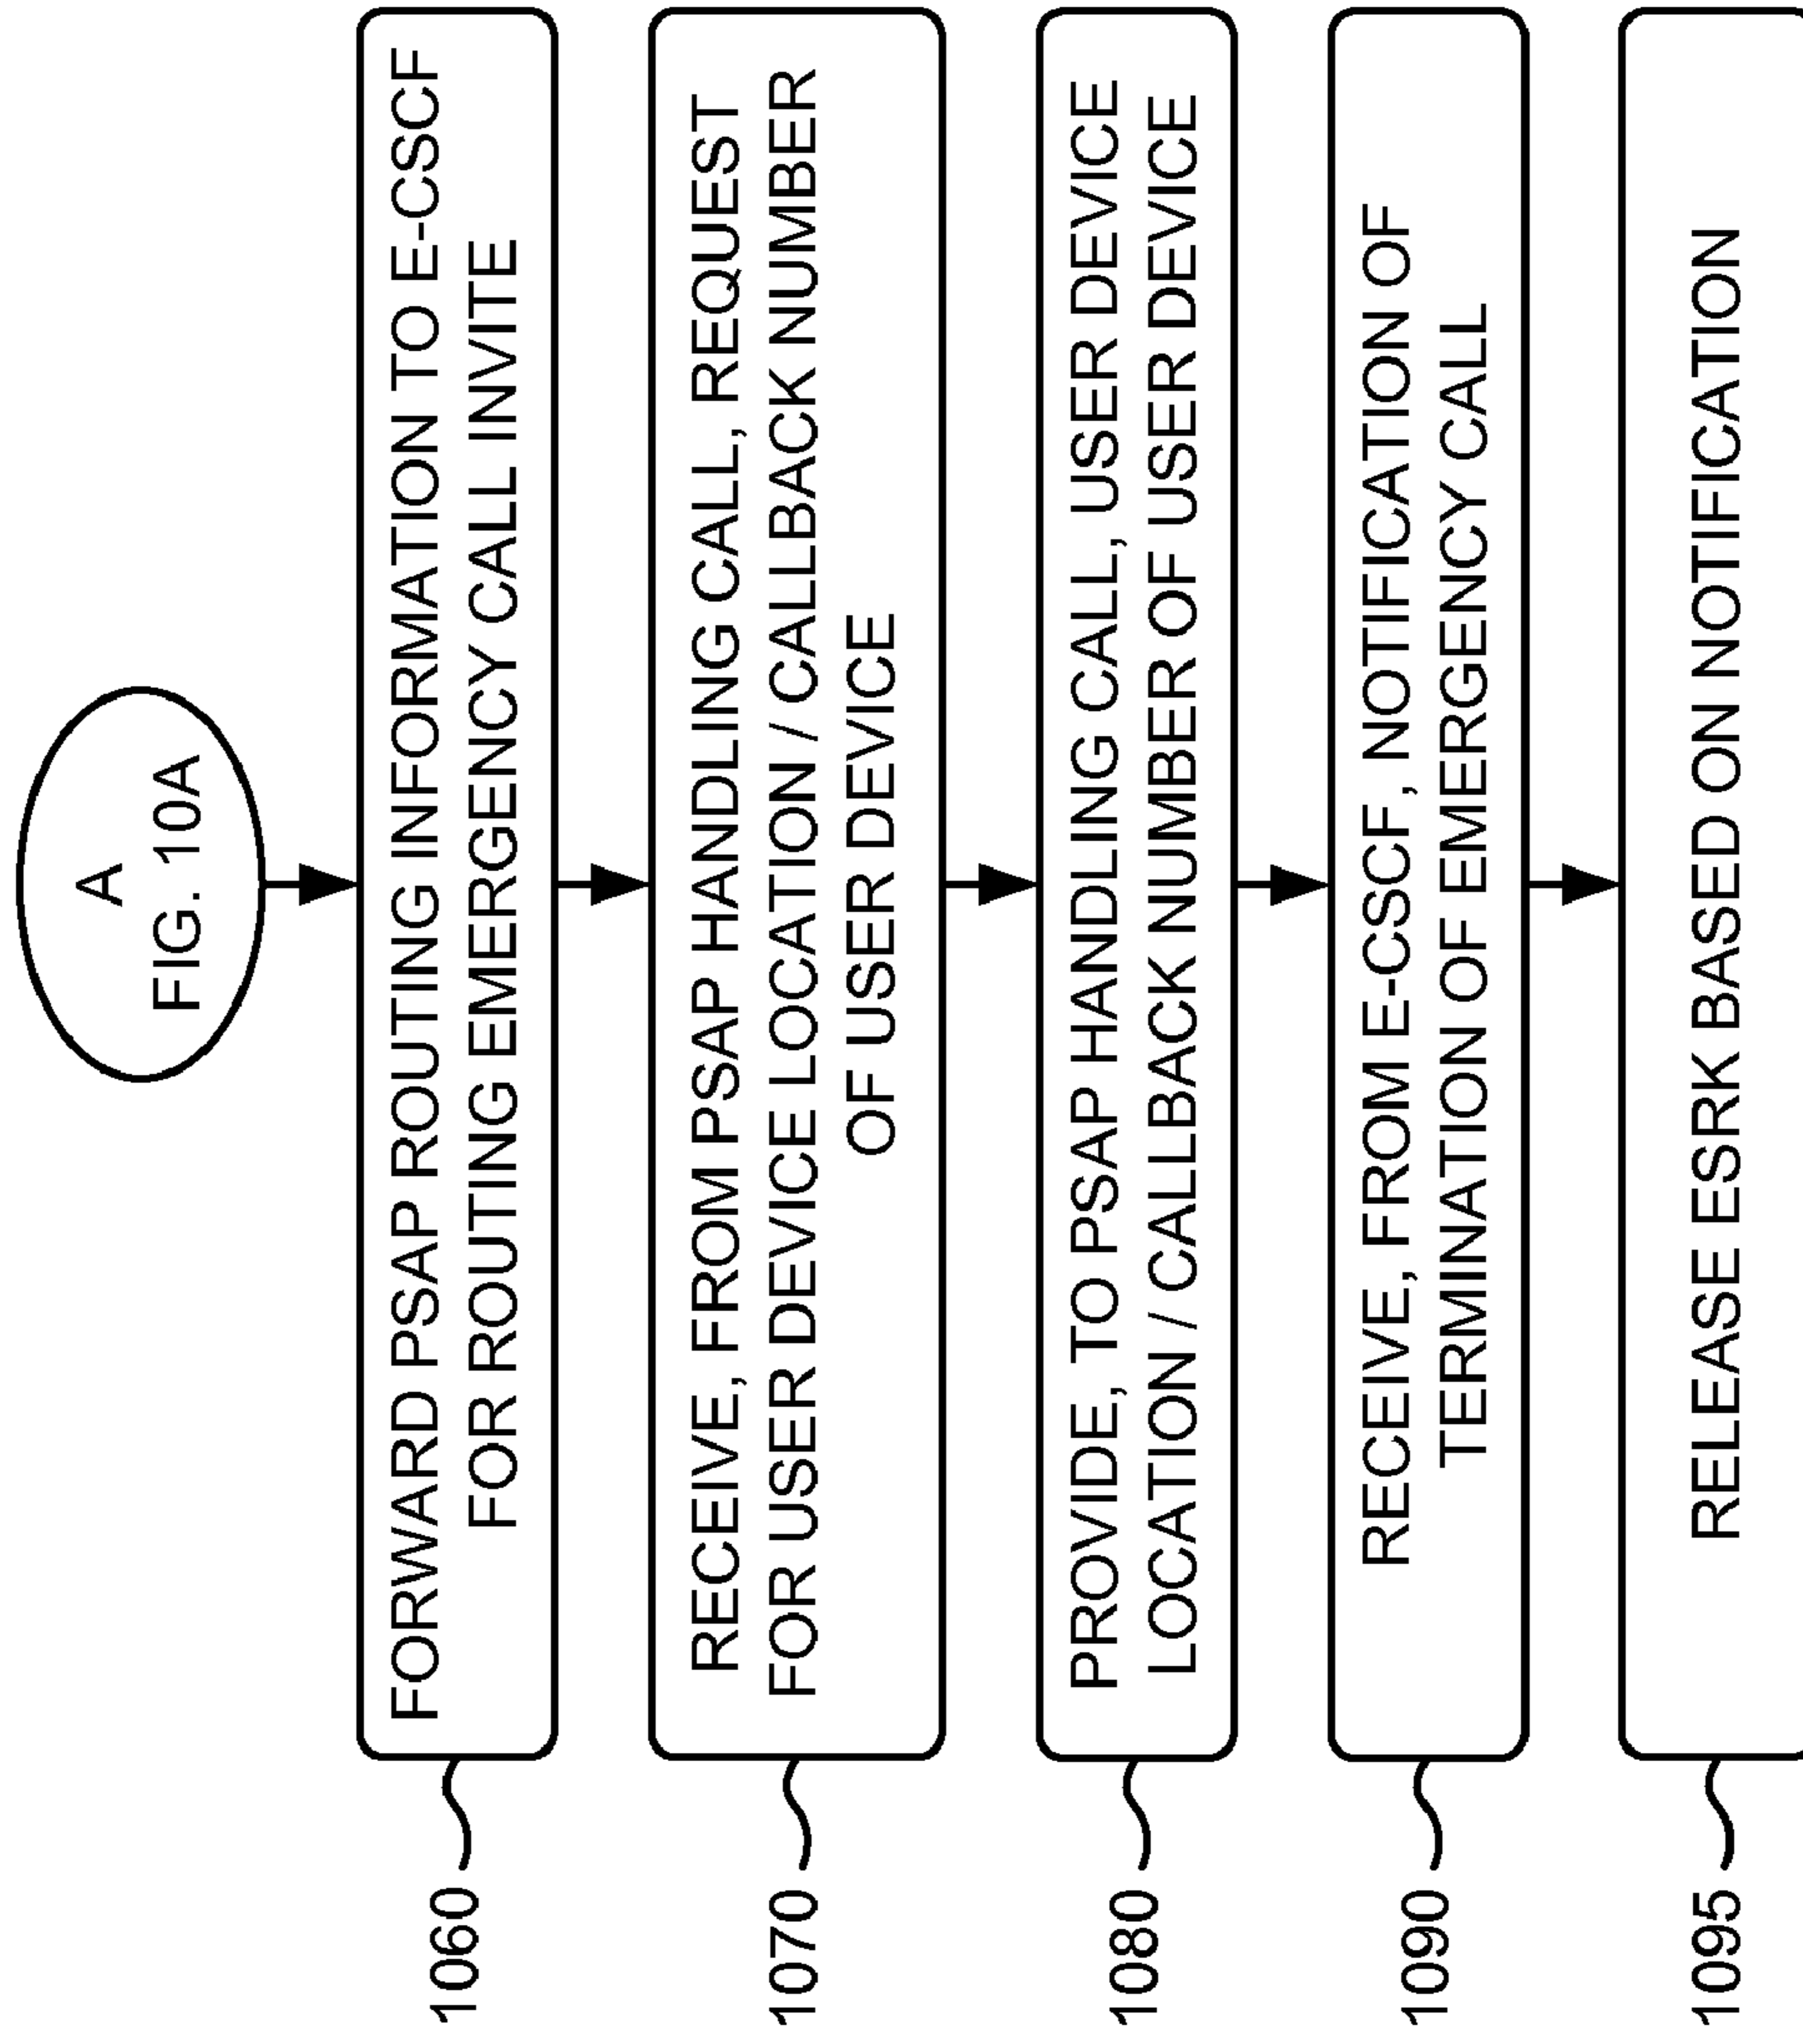 A
FIG. 10A
FORWARD PSAP ROUTING INFORMATION TO E-CSCF
FOR ROUTING EMERGENCY CALL INVITE
1060
RECEIVE, FROM PSAP HANDLING CALL, REQUEST
FOR USER DEVICE LOCATION / CALLBACK NUMBER
OF USER DEVICE
1070
PROVIDE, TO PSAP HANDLING CALL, USER DEVICE
LOCATION / CALLBACK NUMBER OF USER DEVICE
1080
RECEIVE, FROM E-CSCF, NOTIFICATION OF
TERMINATION OF EMERGENCY CALL
1090
RELEASE ESRK BASED ON NOTIFICATION
1095